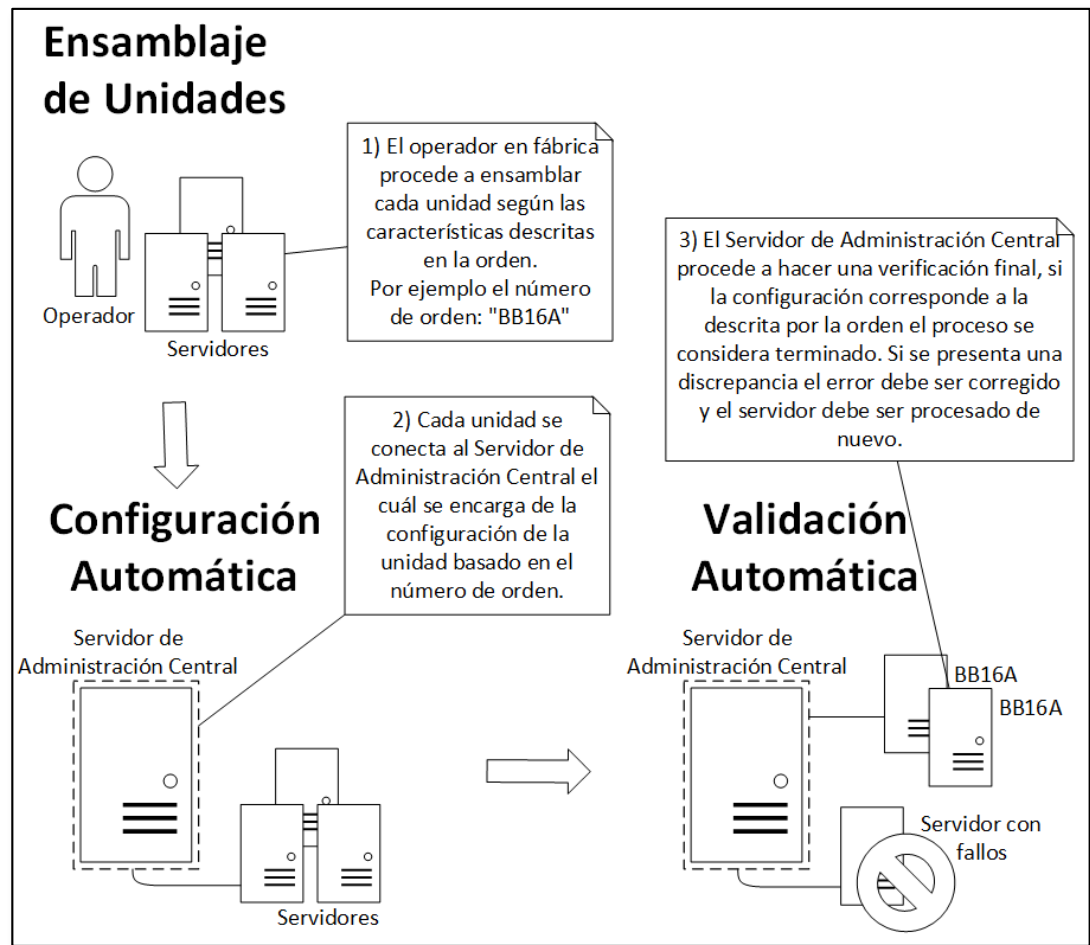 Ensamblaje
de Unidades
1) El operador en fábrica
procede a ensamblar
cada unidad según las
características descritas
en la orden.
Por ejemplo el número
de orden: "BB16A"
Operador
Servidores
2) Cada unidad se
conecta al Servidor de
Administración Central el
cuál se encarga de la
configuración de la
unidad basado en el
número de orden.
Configuración
Automática
Servidor de
Administración Central
Servidores
3) El Servidor de Administración Central
procede a hacer una verificación final, si
la configuración corresponde a la
descrita por la orden el proceso se
considera terminado. Si se presenta una
discrepancia el error debe ser corregido
y el servidor debe ser procesado de
nuevo.
Validación
Automática
Servidor de
Administración Central
BB16A
BB16A
Servidor con
fallos